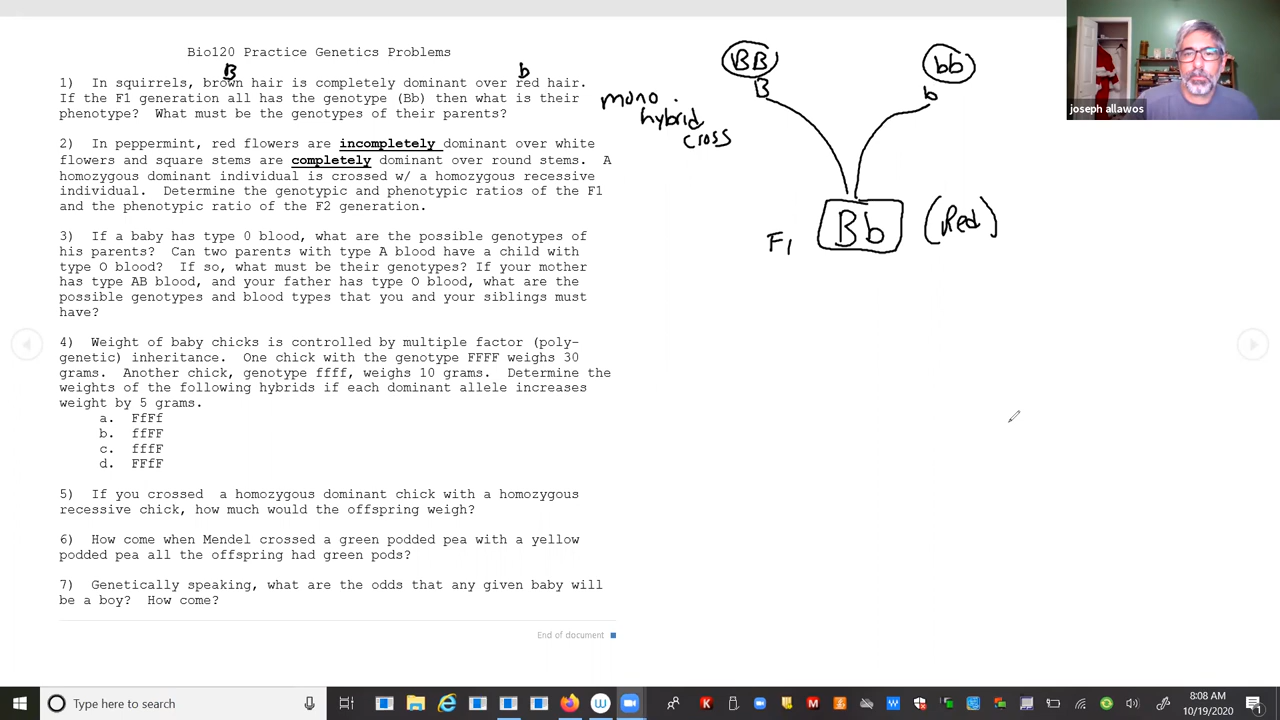 Bio120 Practice Genetics Problems
B b
1) In squirrels, brown hair is completely dominant over red hair.
If the F1 generation all has the genotype (Bb) then what is their
phenotype? What must be the genotypes of their parents?
2) In peppermint, red flowers are incompletely dominant over white
flowers and square stems are completely dominant over round stems. A
homozygous dominant individual is crossed w/ a homozygous recessive
individual. Determine the genotypic and phenotypic ratios of the F1
and the phenotypic ratio of the F2 generation.
3) If a baby has type O blood, what are the possible genotypes of
his parents? Can two parents with type A blood have a child with
type O blood? If so, what must be their genotypes? If your mother
has type AB blood, and your father has type O blood, what are the
possible genotypes and blood types that you and your siblings must
have?
4) Weight of baby chicks is controlled by multiple factor (poly-
genetic) inheritance. One chick with the genotype FFFF weighs 30
grams. Another chick, genotype ffff, weighs 10 grams. Determine the
weights of the following hybrids if each dominant allele increases
weight by 5 grams.
a. FfFf
b. ffFF
c. fffF
d. FFfF
5) If you crossed a homozygous dominant chick with a homozygous
recessive chick, how much would the offspring weigh?
6) How come when Mendel crossed a green podded pea with a yellow
podded pea all the offspring had green pods?
7) Genetically speaking, what are the odds that any given baby will
be a boy? How come?
End of document
BB bb
B b
mono
hybrid
cross
F1 Bb (Red)
joseph allawos
Type here to search
8:08 AM
10/19/2020